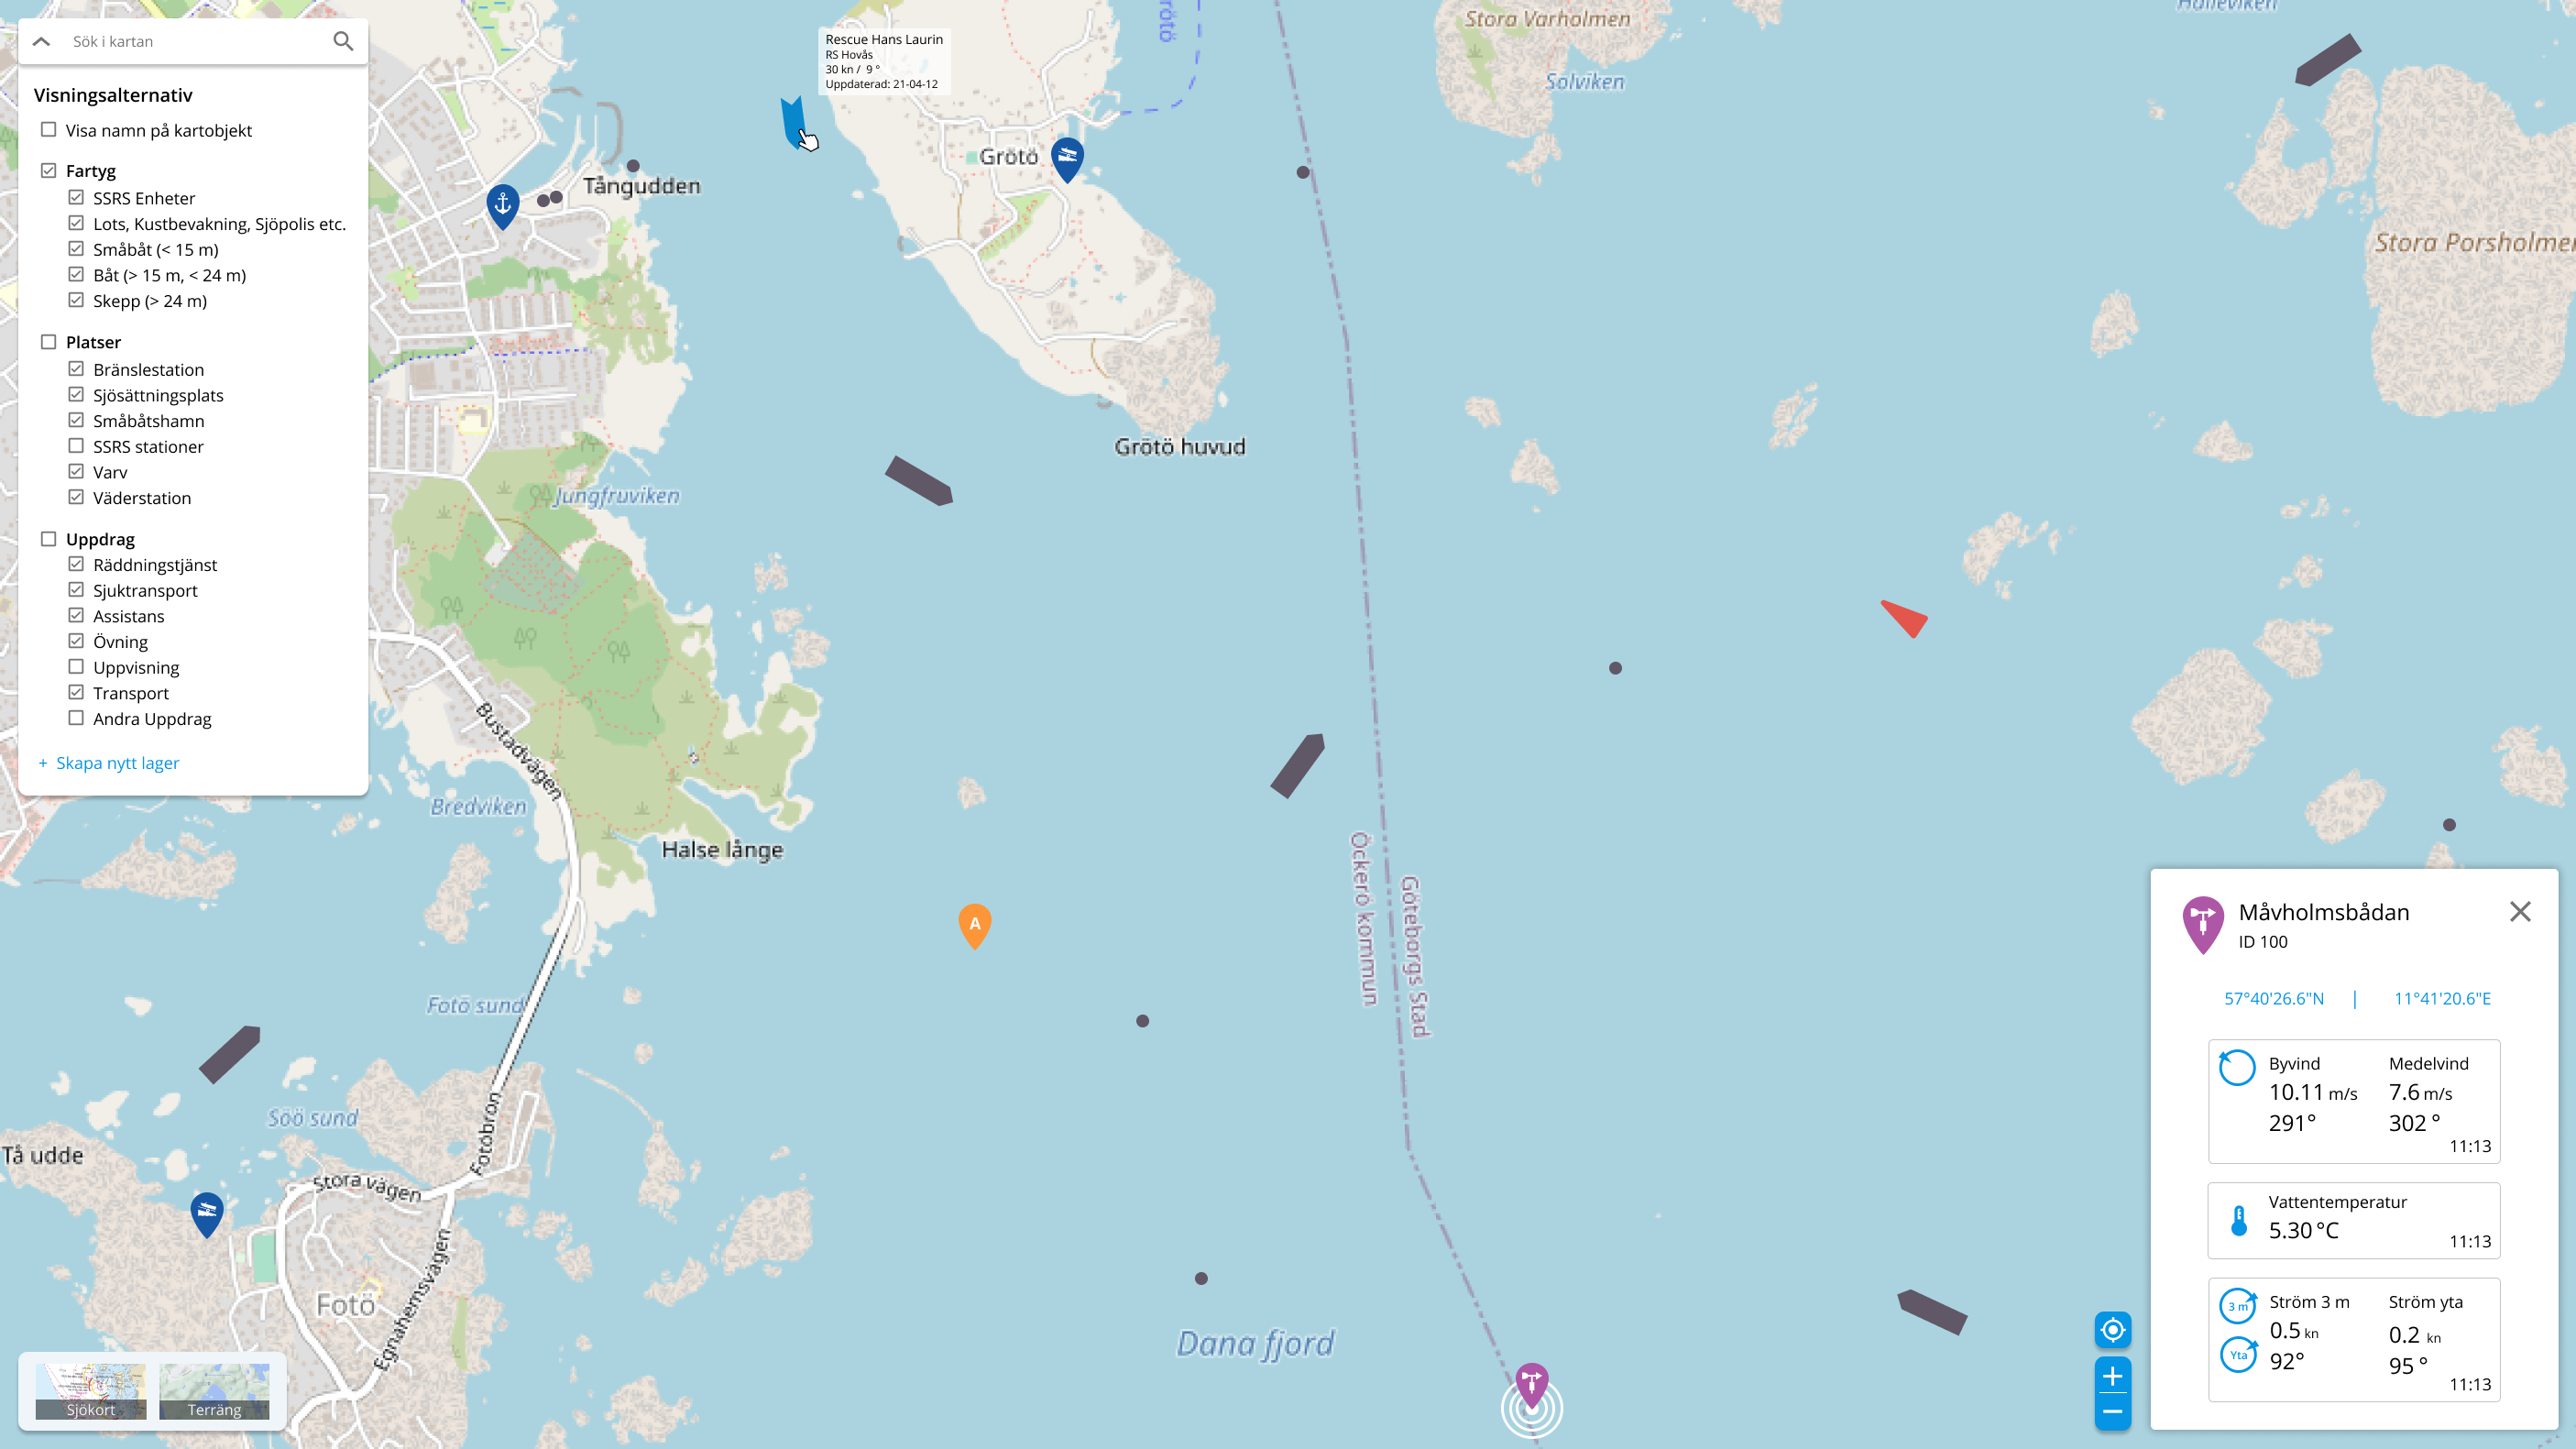 Sök i kartan
Visningsalternativ
Visa namn på kartobjekt
Fartyg
SSRS Enheter
Lots, Kustbevakning, Sjöpolis etc.
Småbåt (< 15 m)
Båt (> 15 m, < 24 m)
Skepp (> 24 m)
Platser
Bränslestation
Sjösättningsplats
Småbåtshamn
SSRS stationer
Varv
Väderstation
Uppdrag
Räddningstjänst
Sjuktransport
Assistans
Övning
Uppvisning
Transport
Andra Uppdrag
+ Skapa nytt lager
Rescue Hans Laurin
RS Hovås
30 kn / 9 °
Uppdaterad: 21-04-12
Stora Varholmen
Solviken
Stora Porsholmen
Tångudden
Grötö
Grötö huvud
Jungfruviken
Bustadvägen
Bredviken
Halse långe
A
Öckerö kommun
Göteborgs Stad
Fotö sund
Fotöbron
Söö sund
Tå udde
Stora vägen
Egnahemsvägen
Fotö
Dana fjord
Sjökort
Terräng
Måvholmsbådan
ID 100
57°40'26.6"N | 11°41'20.6"E
Byvind Medelvind
10.11 m/s 7.6 m/s
291° 302 °
11:13
Vattentemperatur
5.30 °C
11:13
3 m Ström 3 m Ström yta
0.5 kn 0.2 kn
Yta 92° 95 °
11:13